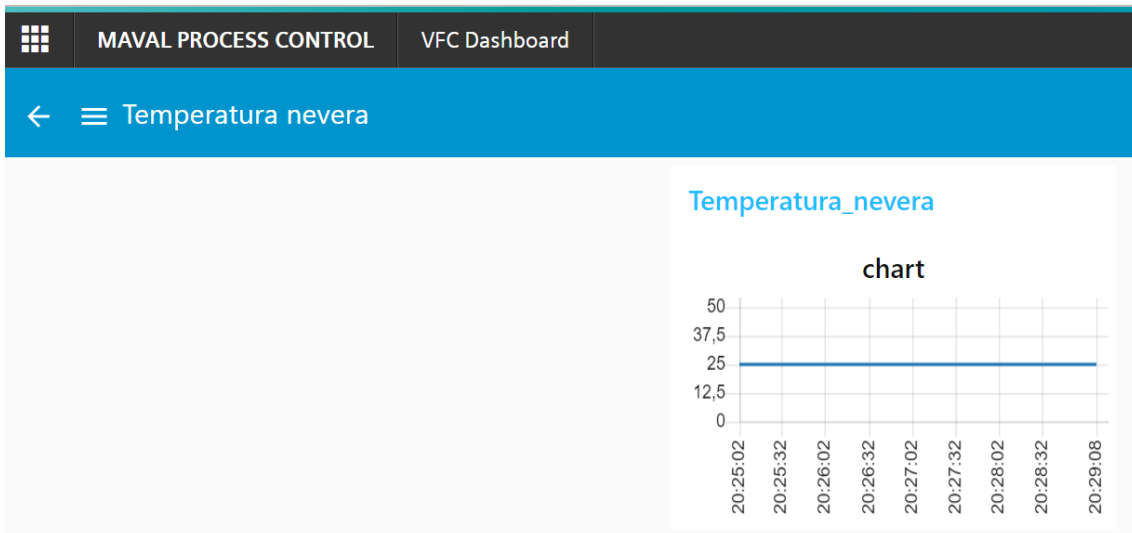 MAVAL PROCESS CONTROL VFC Dashboard
Temperatura nevera
Temperatura_nevera
chart
50
37,5
25
12,5
0
20:25:02 20:25:32 20:26:02 20:26:32 20:27:02 20:27:32 20:28:02 20:28:32 20:29:08